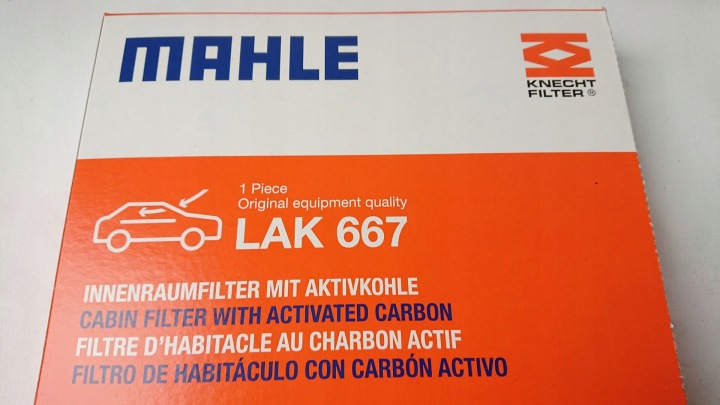 MAHLE
KNECHT
FILTER ®
1 Piece
Original equipment quality
LAK 667
INNENRAUMFILTER MIT AKTIVKOHLE
CABIN FILTER WITH ACTIVATED CARBON
FILTRE D'HABITACLE AU CHARBON ACTIF
FILTRO DE HABITÁCULO CON CARBÓN ACTIVO